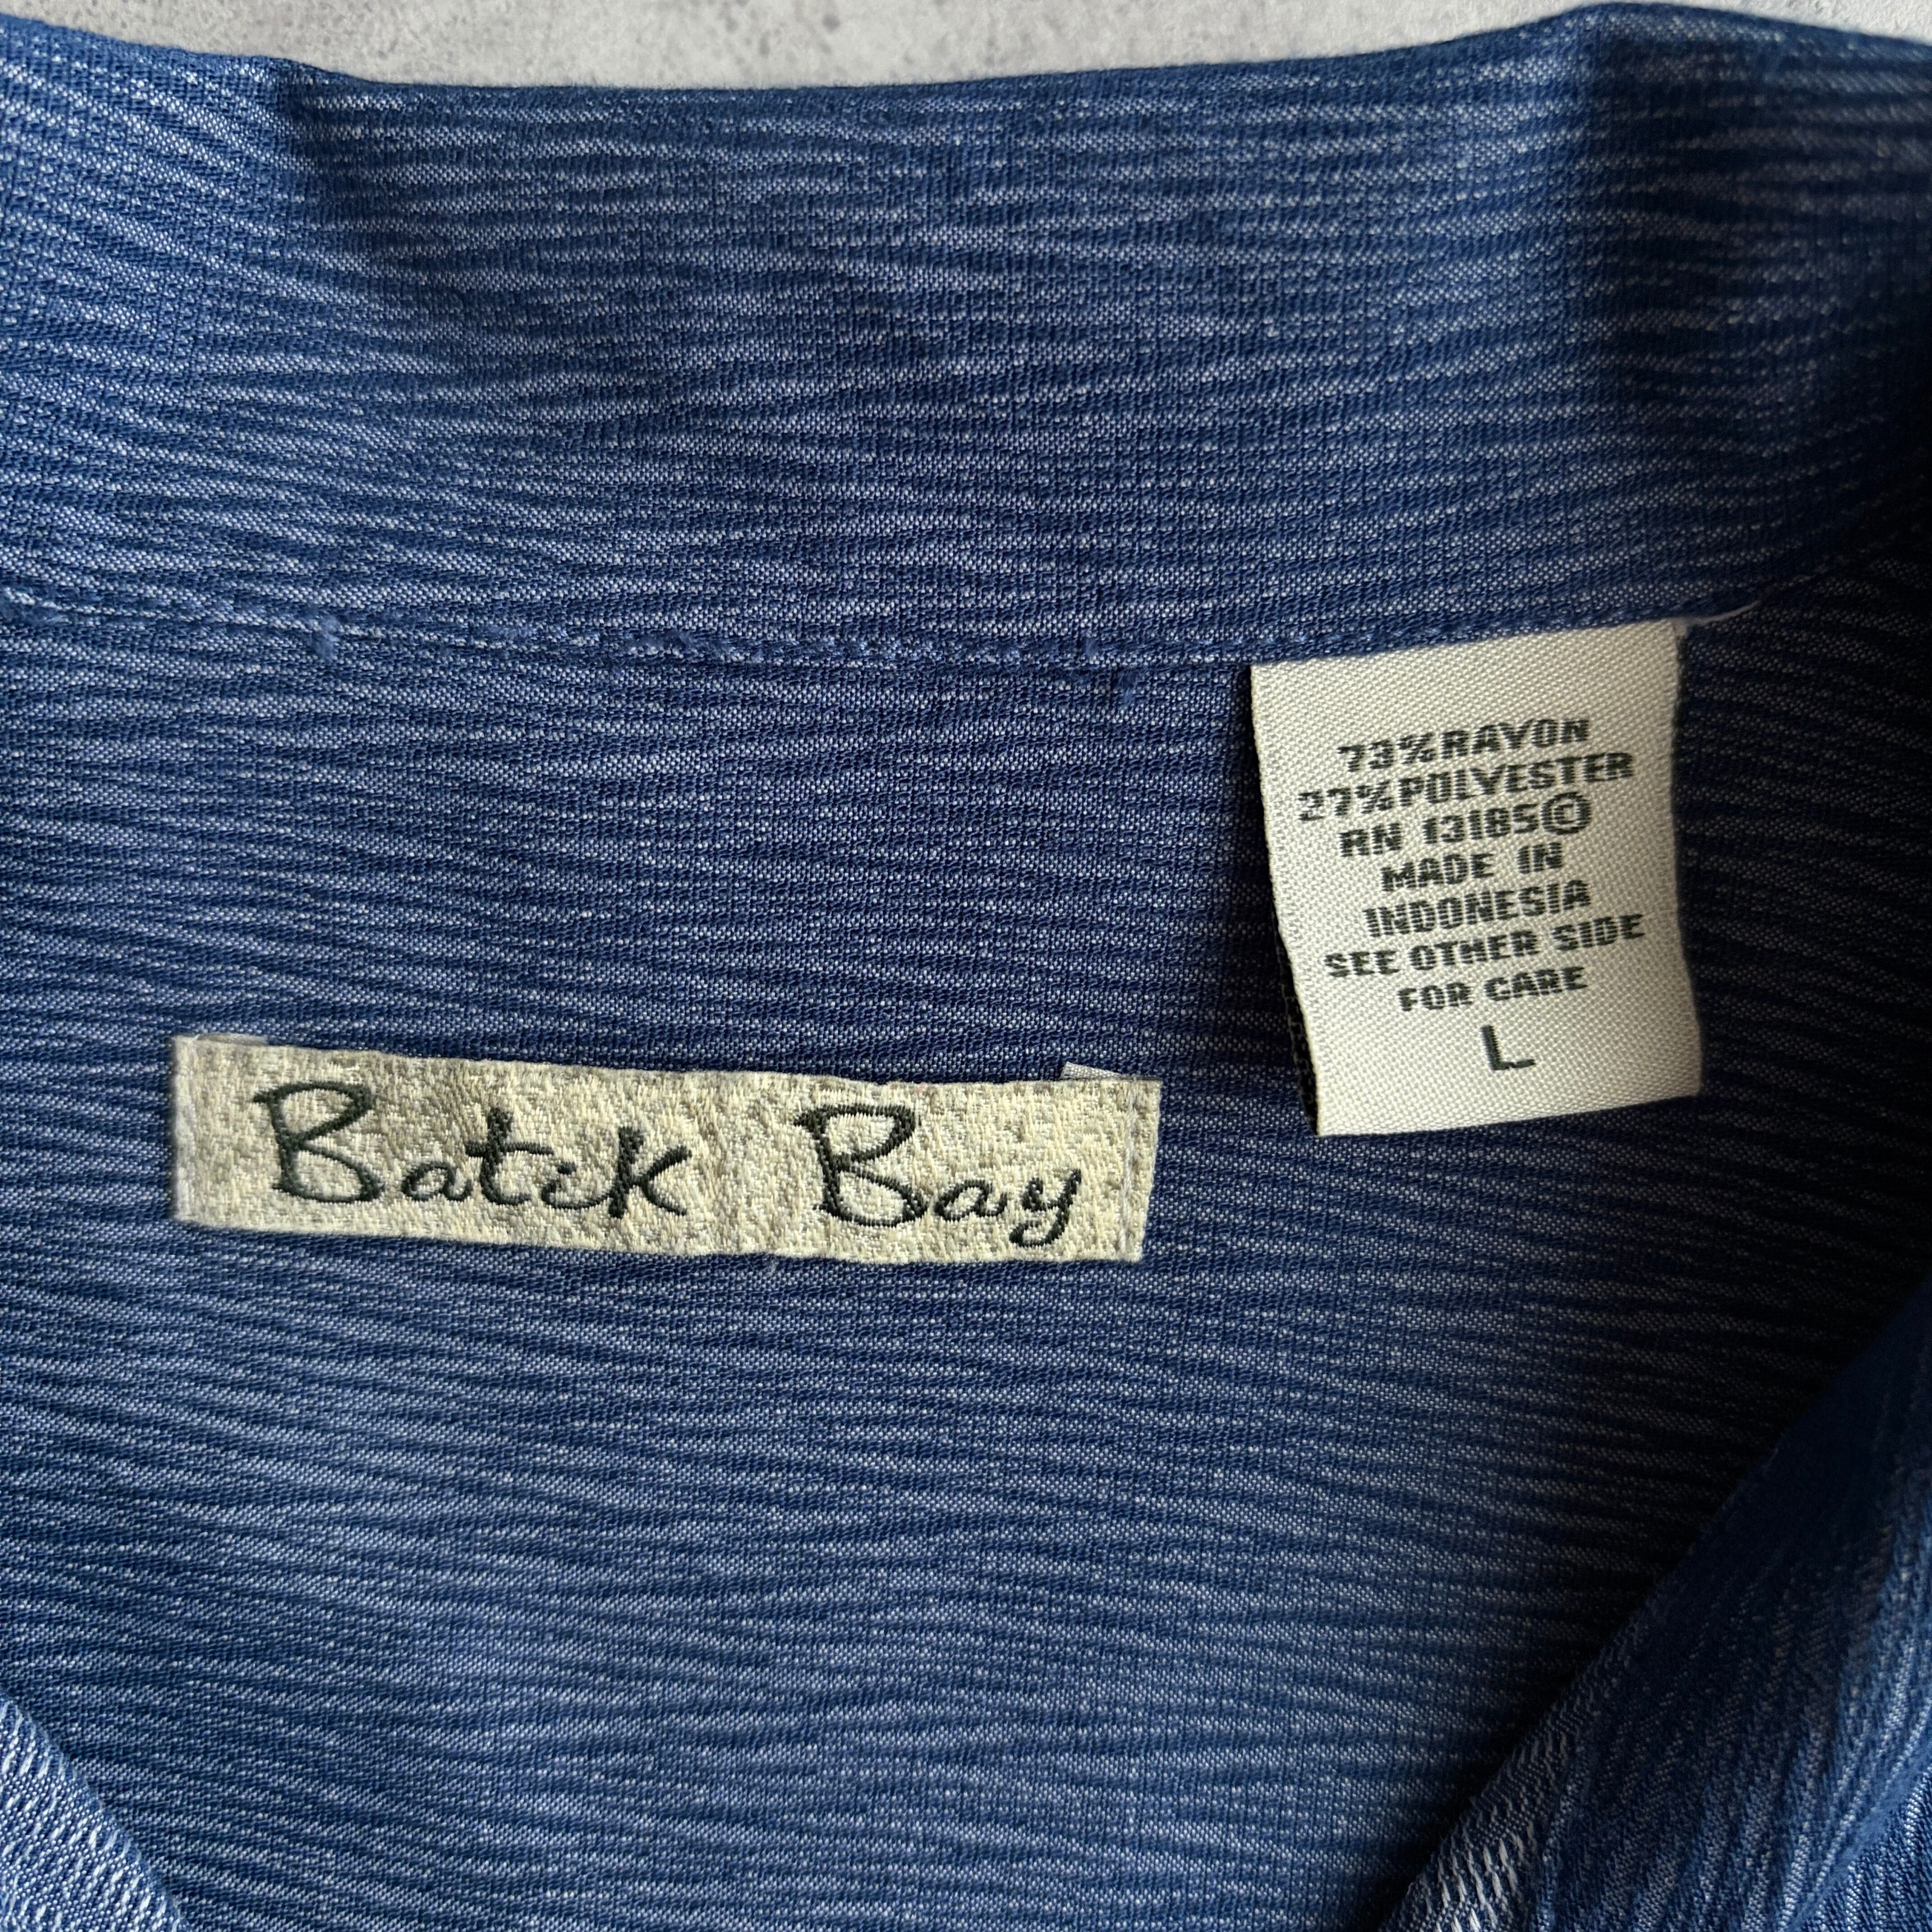 73%RAYON
27%POLYESTER
RN 13185©
MADE IN
INDONESIA
SEE OTHER SIDE
FOR CARE
L
Batik Bay